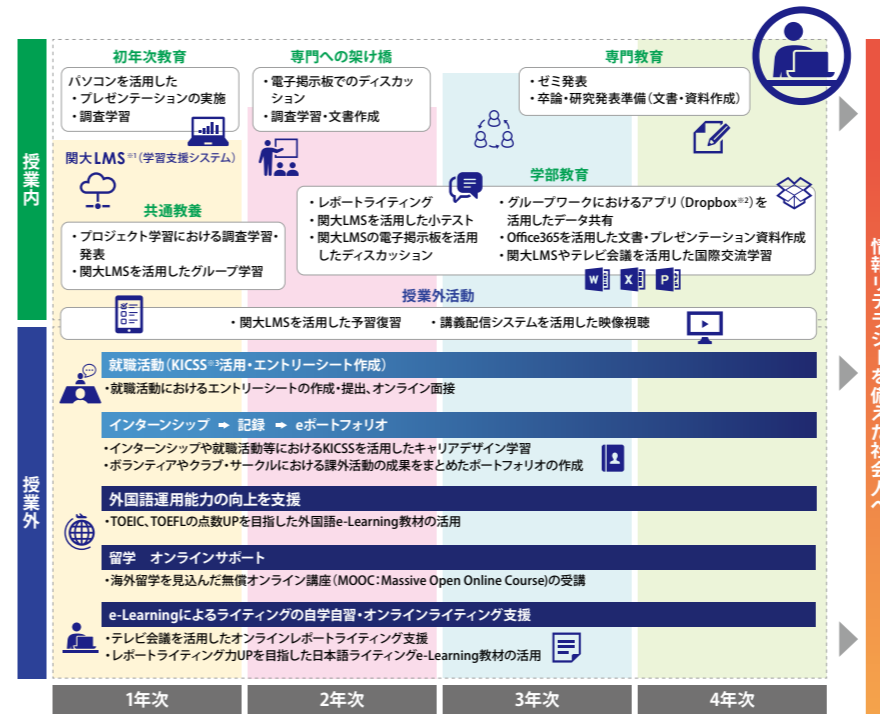 初年次教育
パソコンを活用した
・プレゼンテーションの実施
・調査学習
専門への架け橋
・電子掲示板でのディスカッ
ション
・調査学習・文書作成
専門教育
・ゼミ発表
・卒論・研究発表準備(文書・資料作成)
授業内
関大LMS※1(学習支援システム)
共通教養
・プロジェクト学習における調査学習・
発表
・関大LMSを活用したグループ学習
学部教育
・レポートライティング
・関大LMSを活用した小テスト
・関大LMSの電子掲示板を活用
したディスカッション
・グループワークにおけるアプリ(Dropbox※2)を
活用したデータ共有
・Office365を活用した文書・プレゼンテーション資料作成
・関大LMSやテレビ会議を活用した国際交流学習
W
X
P
授業外活動
・関大LMSを活用した予習復習 ・講義配信システムを活用した映像視聴
授業外
就職活動(KICSS※3活用・エントリーシート作成)
・就職活動におけるエントリーシートの作成・提出、オンライン面接
インターンシップ ➡ 記録 ➡ eポートフォリオ
・インターンシップや就職活動等におけるKICSSを活用したキャリアデザイン学習
・ボランティアやクラブ・サークルにおける課外活動の成果をまとめたポートフォリオの作成
外国語運用能力の向上を支援
・TOEIC、TOEFLの点数UPを目指した外国語e-Learning教材の活用
留学 オンラインサポート
・海外留学を見込んだ無償オンライン講座(MOOC:Massive Open Online Course)の受講
e-Learningによるライティングの自学自習・オンラインライティング支援
・テレビ会議を活用したオンラインレポートライティング支援
・レポートライティング力UPを目指した日本語ライティングe-Learning教材の活用
1年次
2年次
3年次
4年次
情報リテラシーを備えた社会人へ